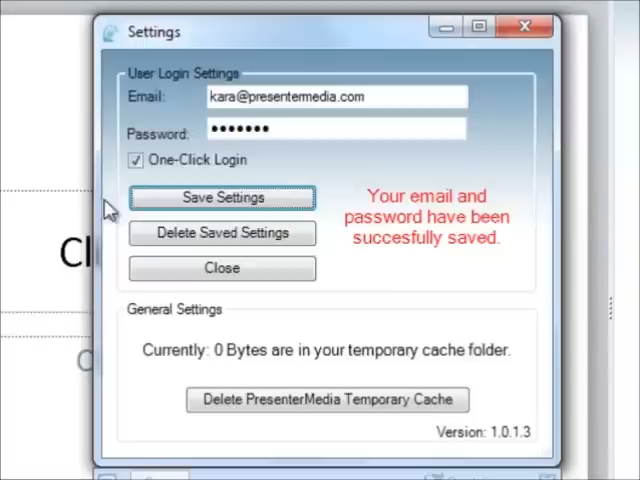 Settings
User Login Settings
Email: kara@presentermedia.com
Password: •••••••
One-Click Login
Save Settings
Your email and
password have been
succesfully saved.
Delete Saved Settings
Close
General Settings
Currently: 0 Bytes are in your temporary cache folder.
Delete PresenterMedia Temporary Cache
Version: 1.0.1.3